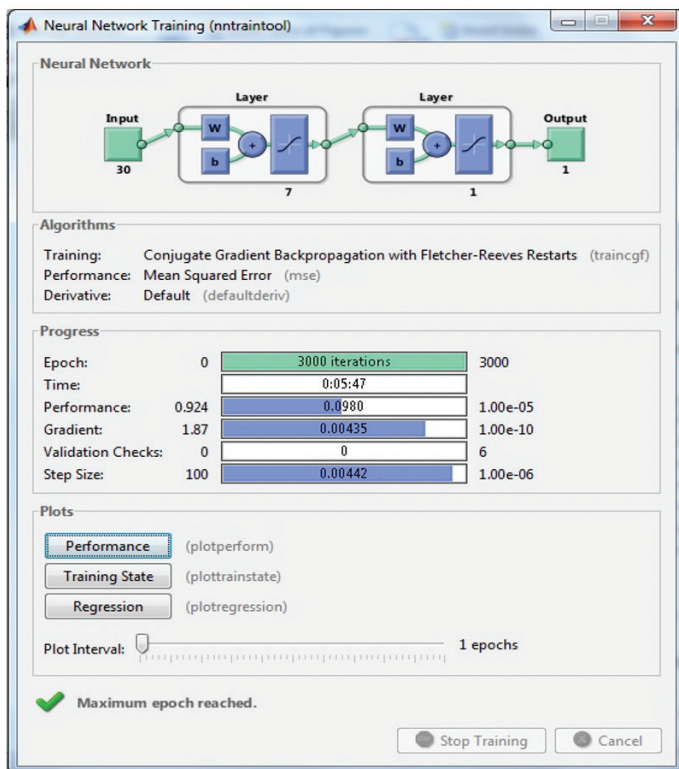 Neural Network Training (nntraintool)
Neural Network
Layer Layer
Input Output
W W
b b
+ +
30 7 1 1
Algorithms
Training: Conjugate Gradient Backpropagation with Fletcher-Reeves Restarts (traincgf)
Performance: Mean Squared Error (mse)
Derivative: Default (defaultderiv)
Progress
Epoch: 0 3000 iterations 3000
Time: 0:05:47
Performance: 0.924 0.0980 1.00e-05
Gradient: 1.87 0.00435 1.00e-10
Validation Checks: 0 0 6
Step Size: 100 0.00442 1.00e-06
Plots
Performance (plotperform)
Training State (plottrainstate)
Regression (plotregression)
Plot Interval: 1 epochs
Maximum epoch reached.
Stop Training Cancel